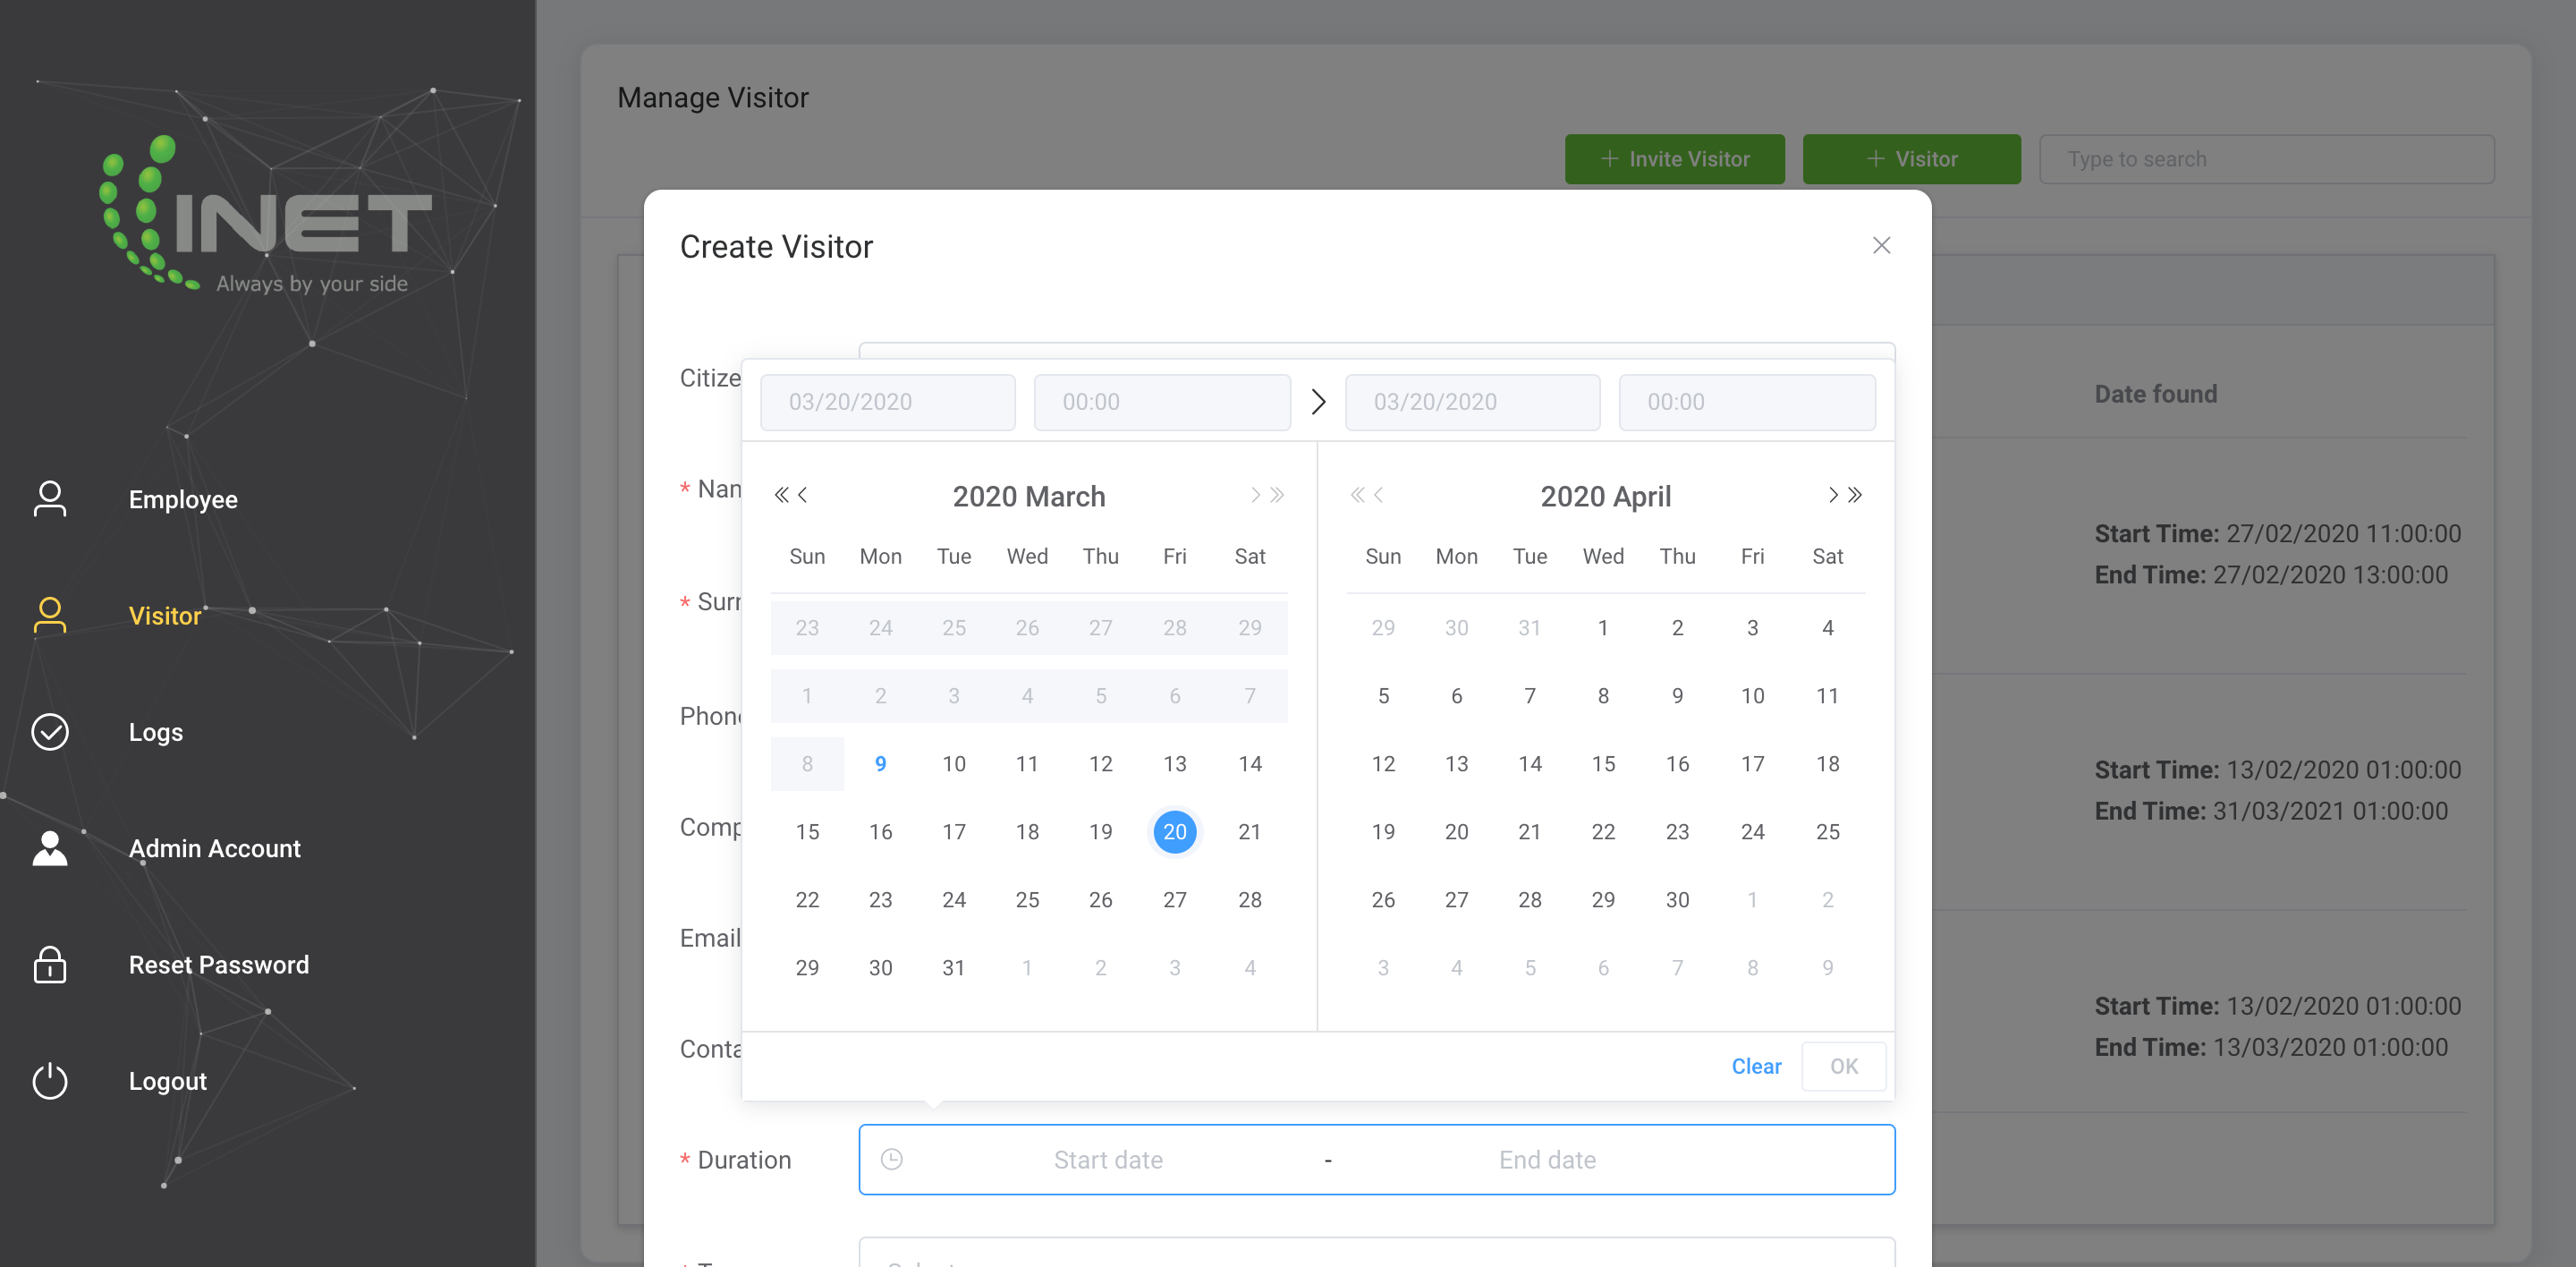 INET
Always by your side
Employee
Visitor
Logs
Admin Account
Reset Password
Logout
Manage Visitor
+ Invite Visitor
+ Visitor
Type to search
Date found
Start Time: 27/02/2020 11:00:00
End Time: 27/02/2020 13:00:00
Start Time: 13/02/2020 01:00:00
End Time: 31/03/2021 01:00:00
Start Time: 13/02/2020 01:00:00
End Time: 13/03/2020 01:00:00
Create Visitor
Citize
* Nan
* Surr
Phon
Comp
Email
Conta
03/20/2020 00:00 > 03/20/2020 00:00
2020 March
Sun Mon Tue Wed Thu Fri Sat
23 24 25 26 27 28 29
1 2 3 4 5 6 7
8 9 10 11 12 13 14
15 16 17 18 19 20 21
22 23 24 25 26 27 28
29 30 31 1 2 3 4
2020 April
Sun Mon Tue Wed Thu Fri Sat
29 30 31 1 2 3 4
5 6 7 8 9 10 11
12 13 14 15 16 17 18
19 20 21 22 23 24 25
26 27 28 29 30 1 2
3 4 5 6 7 8 9
Clear OK
* Duration
Start date - End date